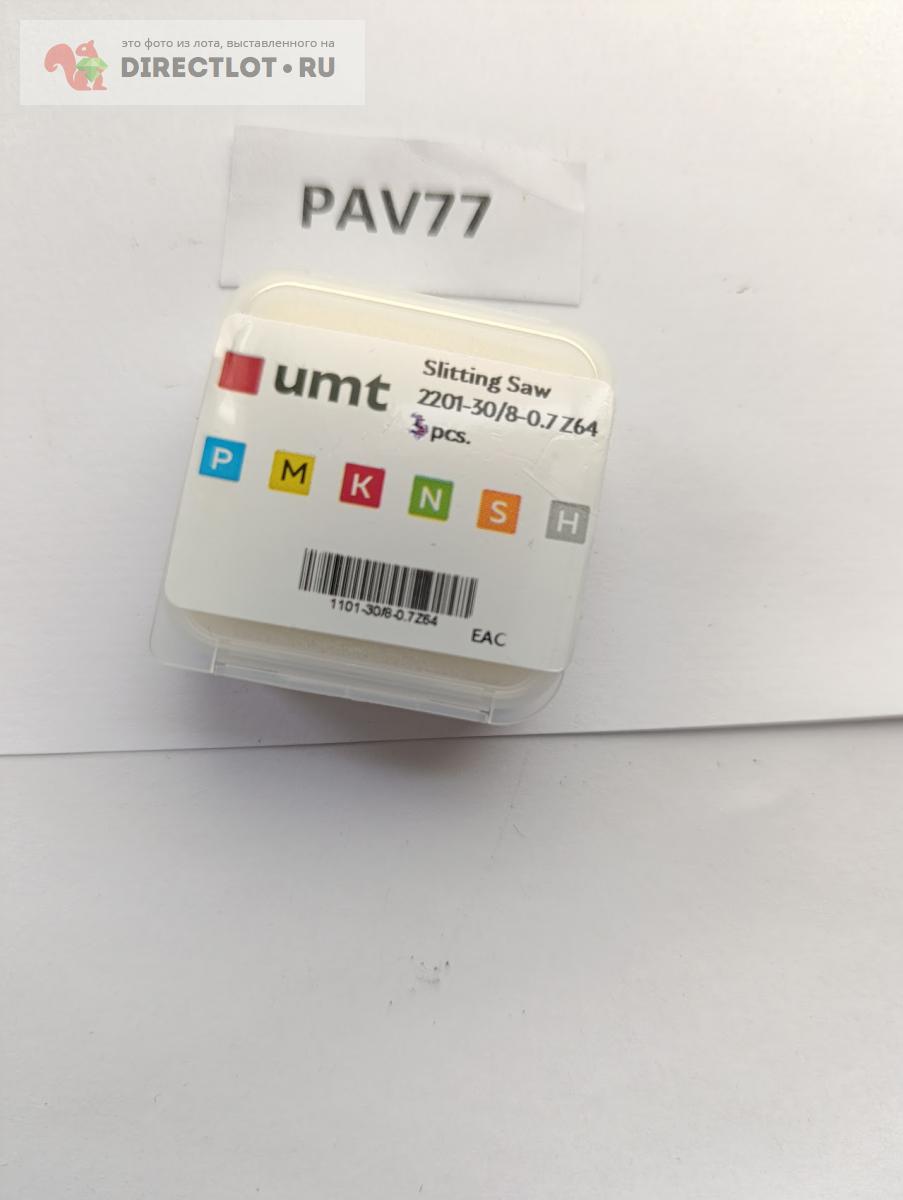 это фото из лота, выставленного на
DIRECTLOT•RU
PAV77
umt
Slitting Saw
2201-30/8-0.7 Z64
pcs.
P M K N S H
1101-30/8-0.7Z64
EAC